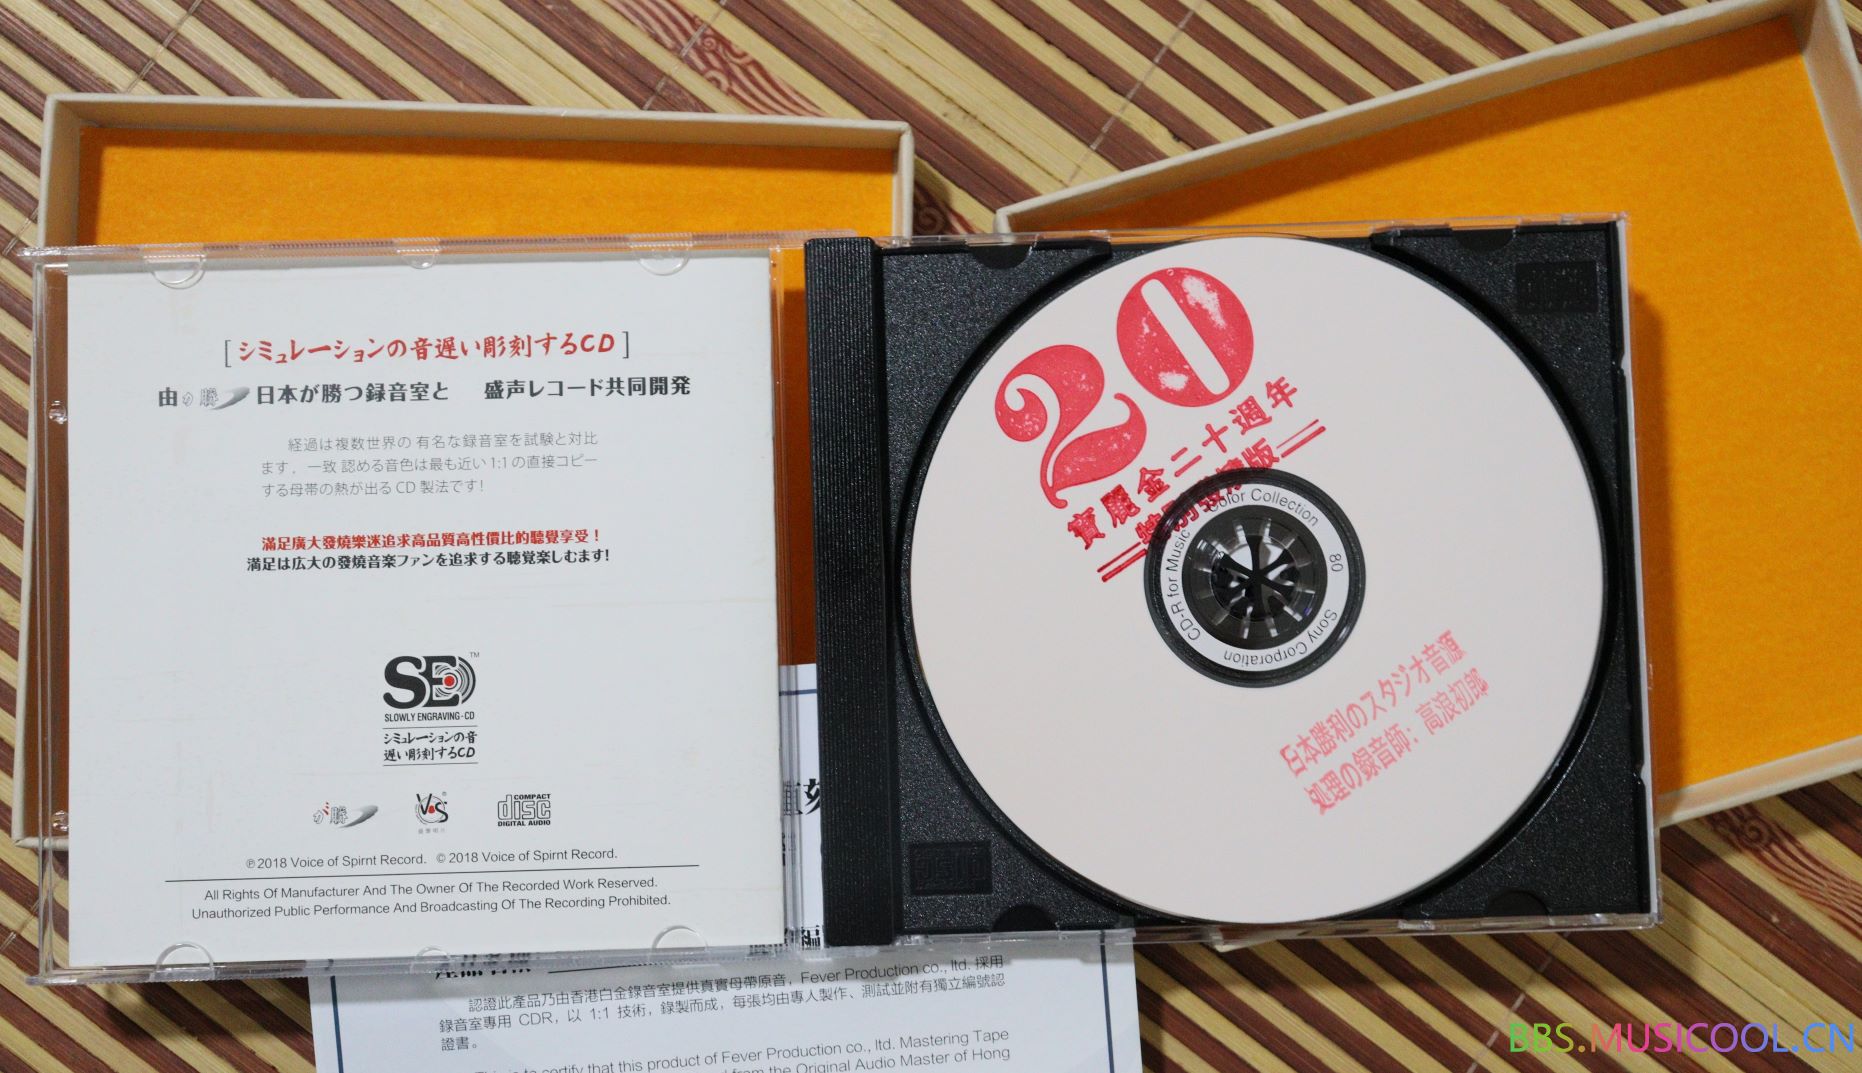 [シミュレーションの音遅い彫刻するCD]
日本が勝つ録音室と 盛声レコード共同開発
経過は複数世界の 有名な録音室を試験と対比
ます，一致 認める音色は最も近い 1:1 の直接コピー
する母帯の熱が出る CD 製法です!
滿足廣大發燒樂迷追求高品質高性價比的聽覺享受！
満足は広大の發燒音楽ファンを追求する聴覚楽しむます!
SE
TM
SLOWLY ENGRAVING-CD
シミュレーションの音
遅い彫刻するCD
COMPACT
disc
DIGITAL AUDIO
℗2018 Voice of Spirnt Record. ©2018 Voice of Spirnt Record.
All Rights Of Manufacturer And The Owner Of The Recorded Work Reserved.
Unauthorized Public Performance And Broadcasting Of The Recording Prohibited.
20
寶麗金二十週年
CD-R for Music Color Collection
80
Sony Corporation
日本勝利のスタジオ音源
処理の録音師：高浪初郎
認證此產品乃由香港白金錄音室提供真實母帶原音，Fever Production co., ltd. 採用
錄音室專用 CDR，以 1:1 技術，錄製而成，每張均由專人製作、測試並附有獨立編號認
證書。
certify that this product of Fever Production co., ltd. Mastering Tape
from the Original Audio Master of Hong
BBS.MUSICOOL.CN